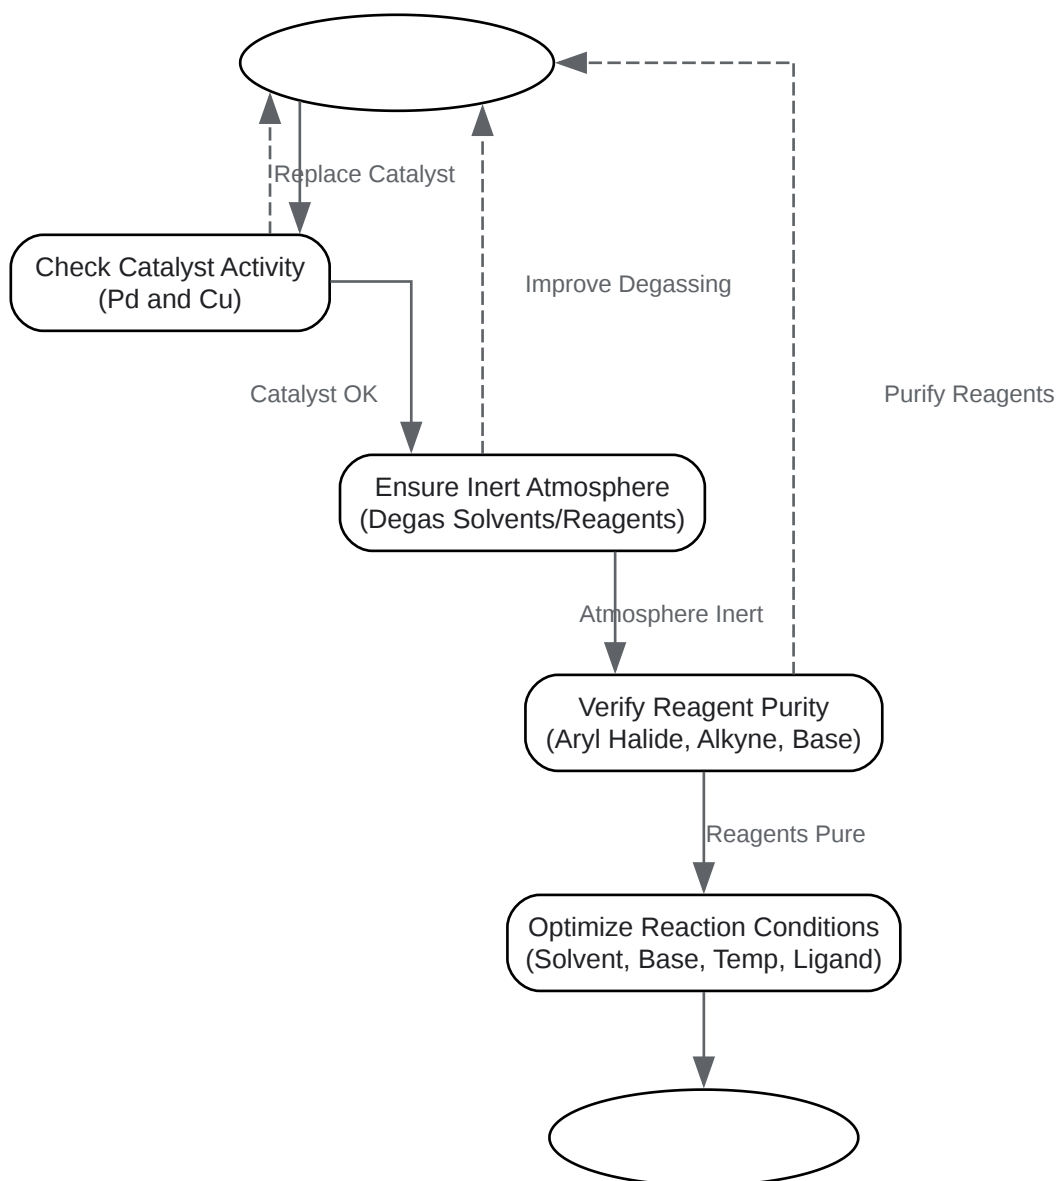 Replace Catalyst
Check Catalyst Activity
(Pd and Cu)
Improve Degassing
Catalyst OK
Purify Reagents
Ensure Inert Atmosphere
(Degas Solvents/Reagents)
Atmosphere Inert
Verify Reagent Purity
(Aryl Halide, Alkyne, Base)
Reagents Pure
Optimize Reaction Conditions
(Solvent, Base, Temp, Ligand)